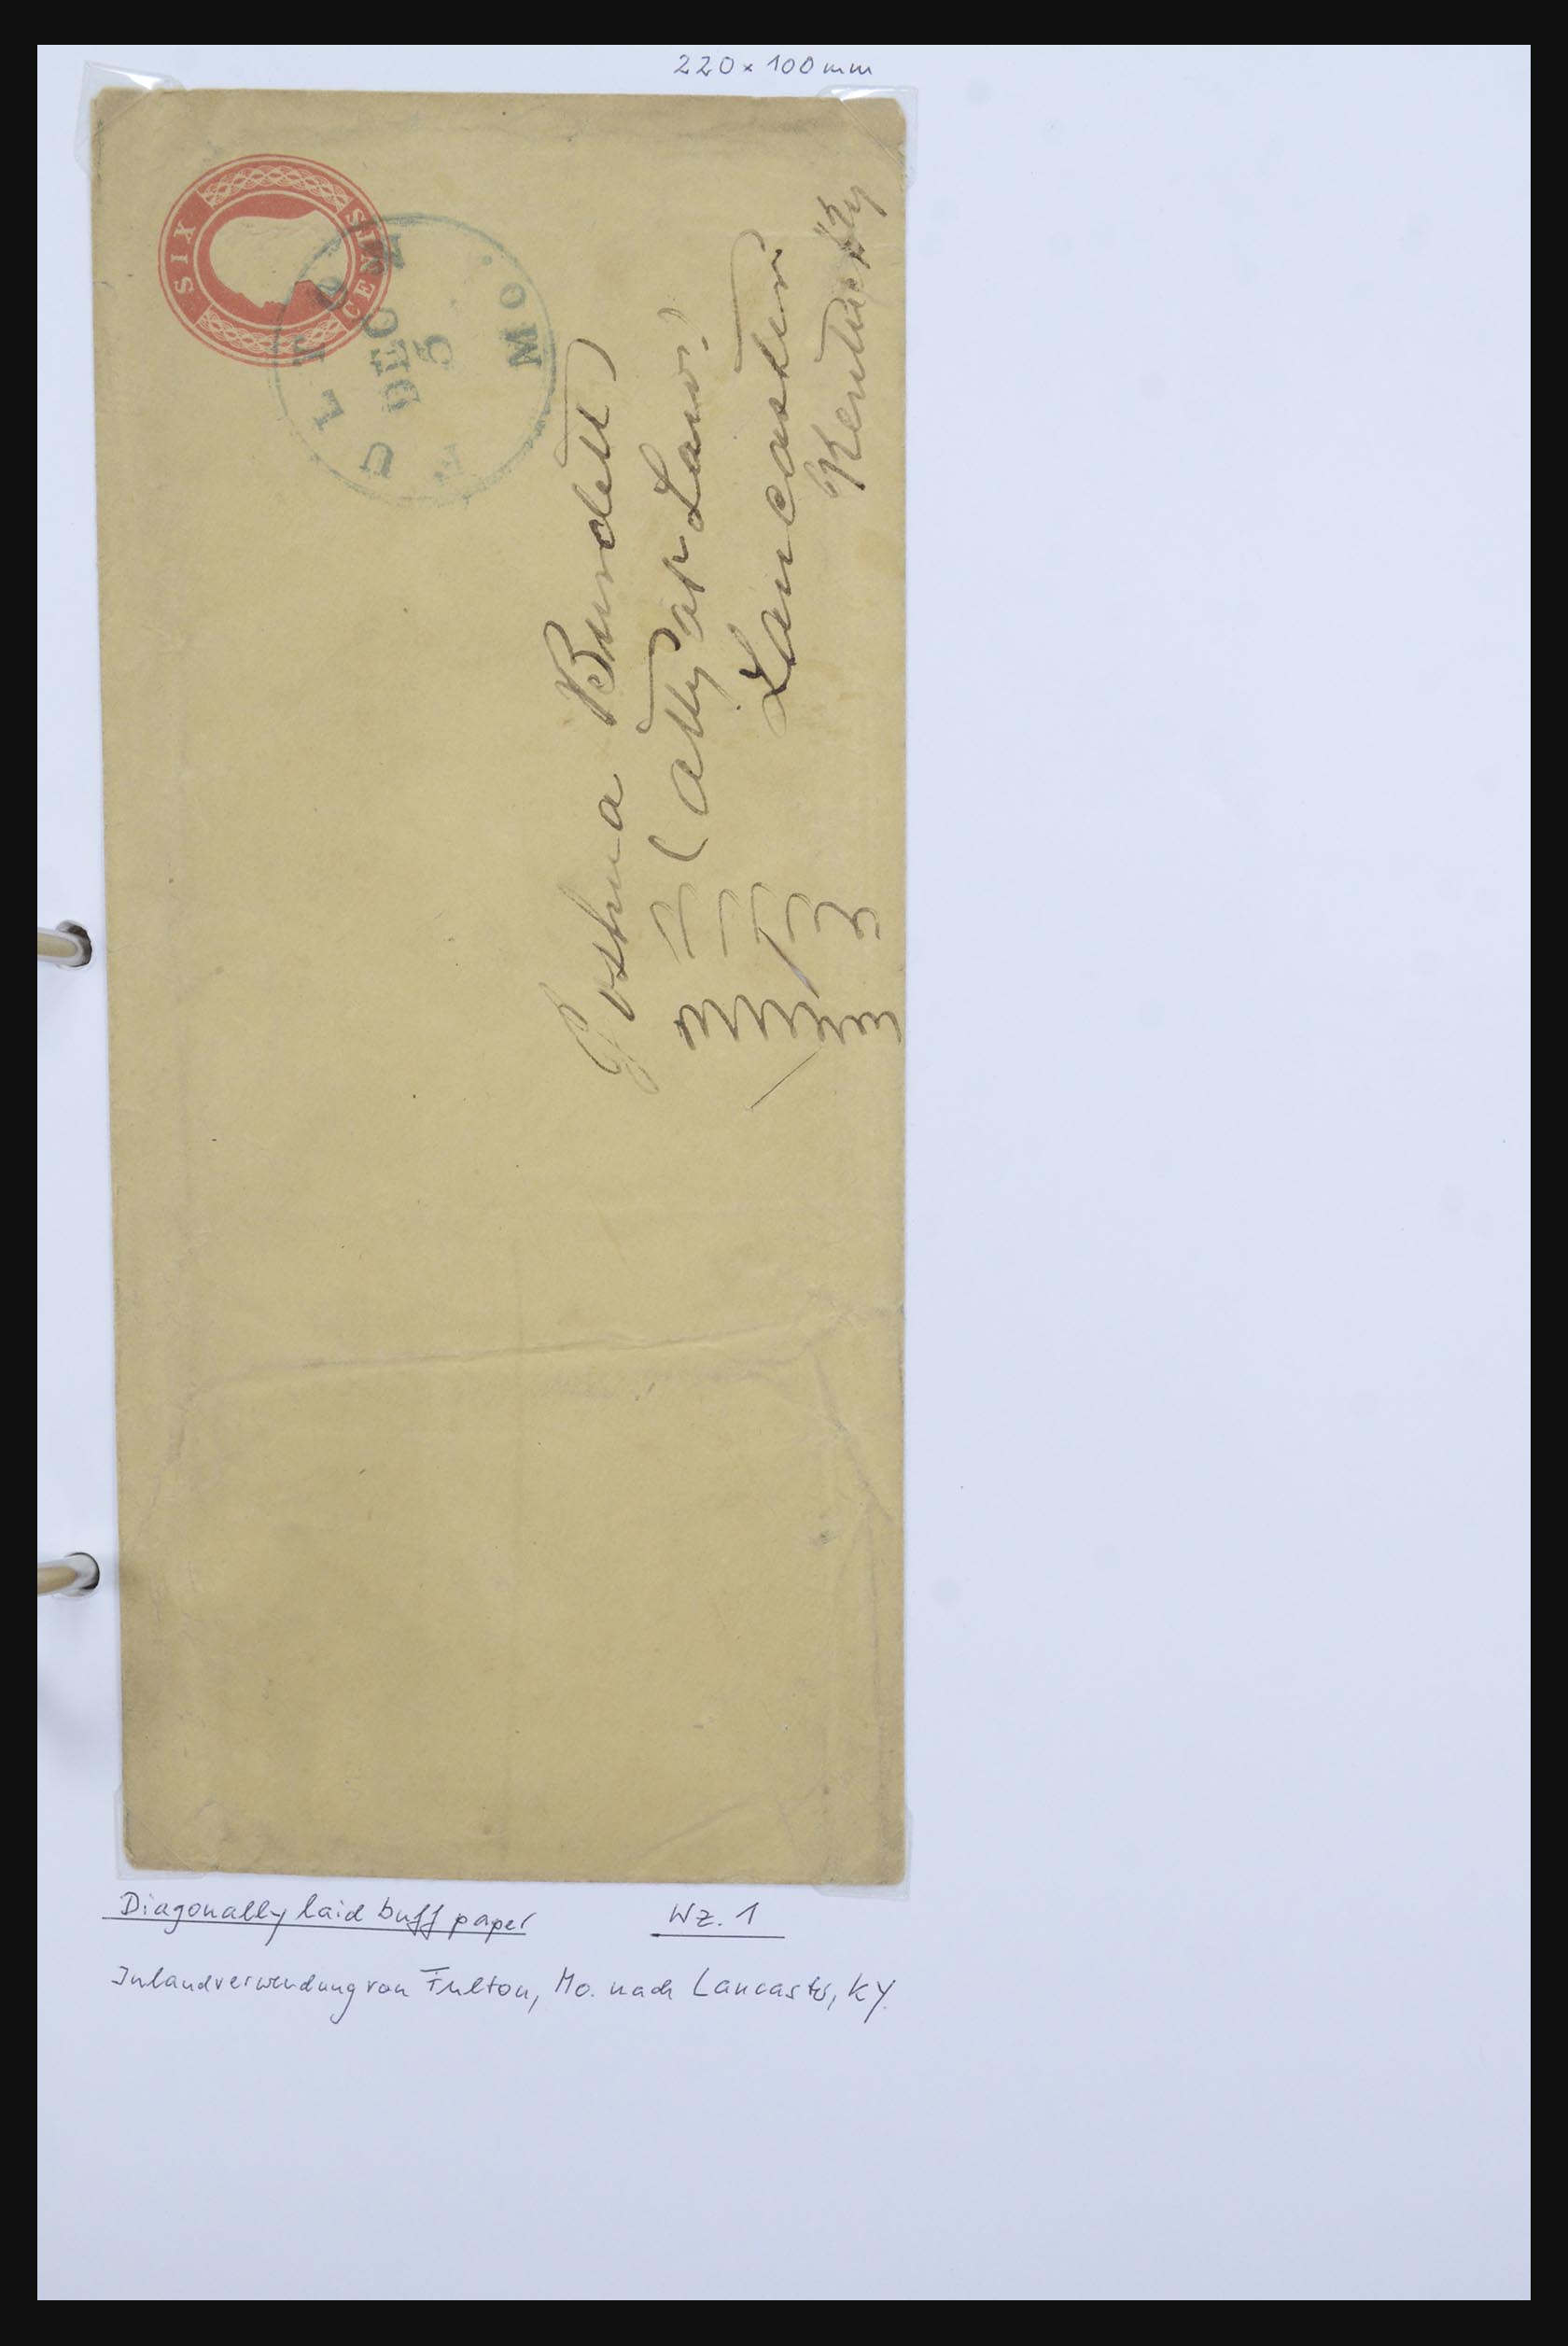 220 x 100 mm
SIX CENTS
FULTON MO.
DEC
5
Joshua Burdett
(Atty at Law)
Lancaster
Kentucky
Diagonally laid buff paper Wz. 1
Inlandverwendung von Fulton, Mo. nach Lancaster, KY.